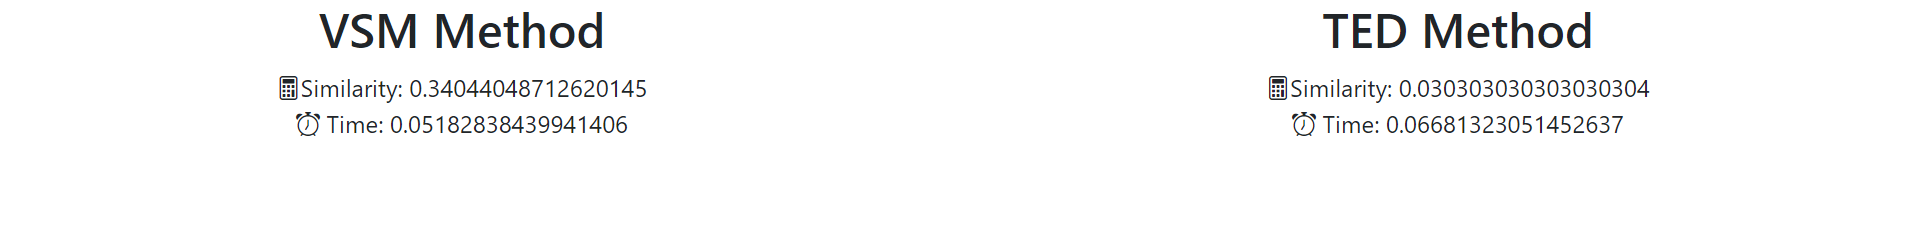 VSM Method
Similarity: 0.34044048712620145
Time: 0.05182838439941406
TED Method
Similarity: 0.030303030303030304
Time: 0.06681323051452637